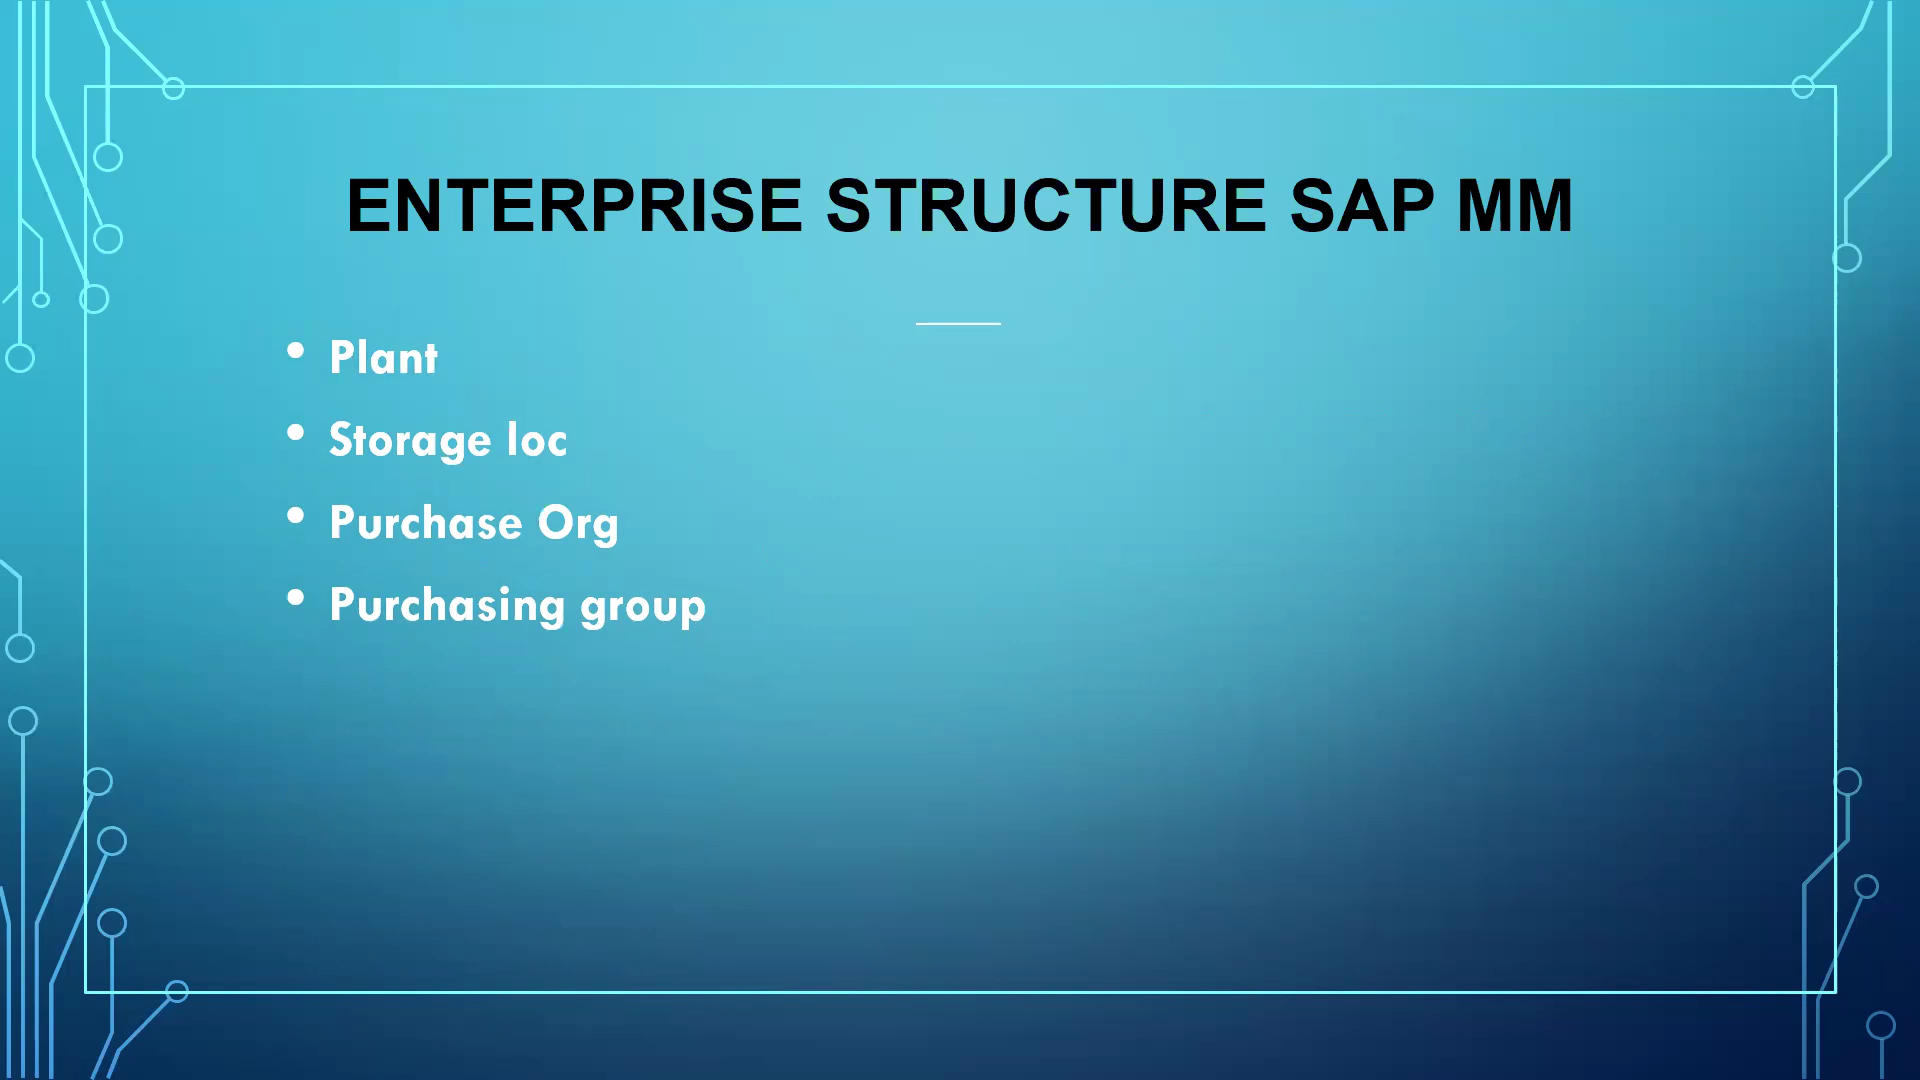 ENTERPRISE STRUCTURE SAP MM
• Plant
• Storage loc
• Purchase Org
• Purchasing group